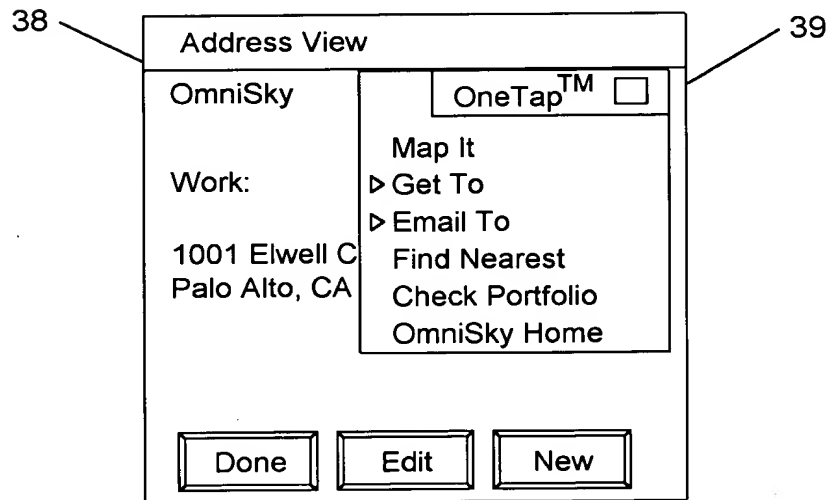 38
39
Address View
OmniSky
OneTap™
Map It
Work:
Get To
Email To
1001 Elwell C
Find Nearest
Palo Alto, CA
Check Portfolio
OmniSky Home
Done
Edit
New